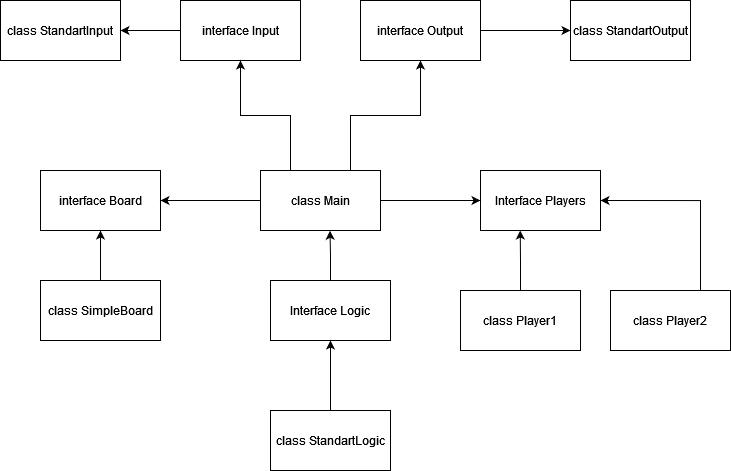 class StandartInput
interface Input
interface Output
class StandartOutput
interface Board
class Main
Interface Players
class SimpleBoard
Interface Logic
class Player1
class Player2
class StandartLogic